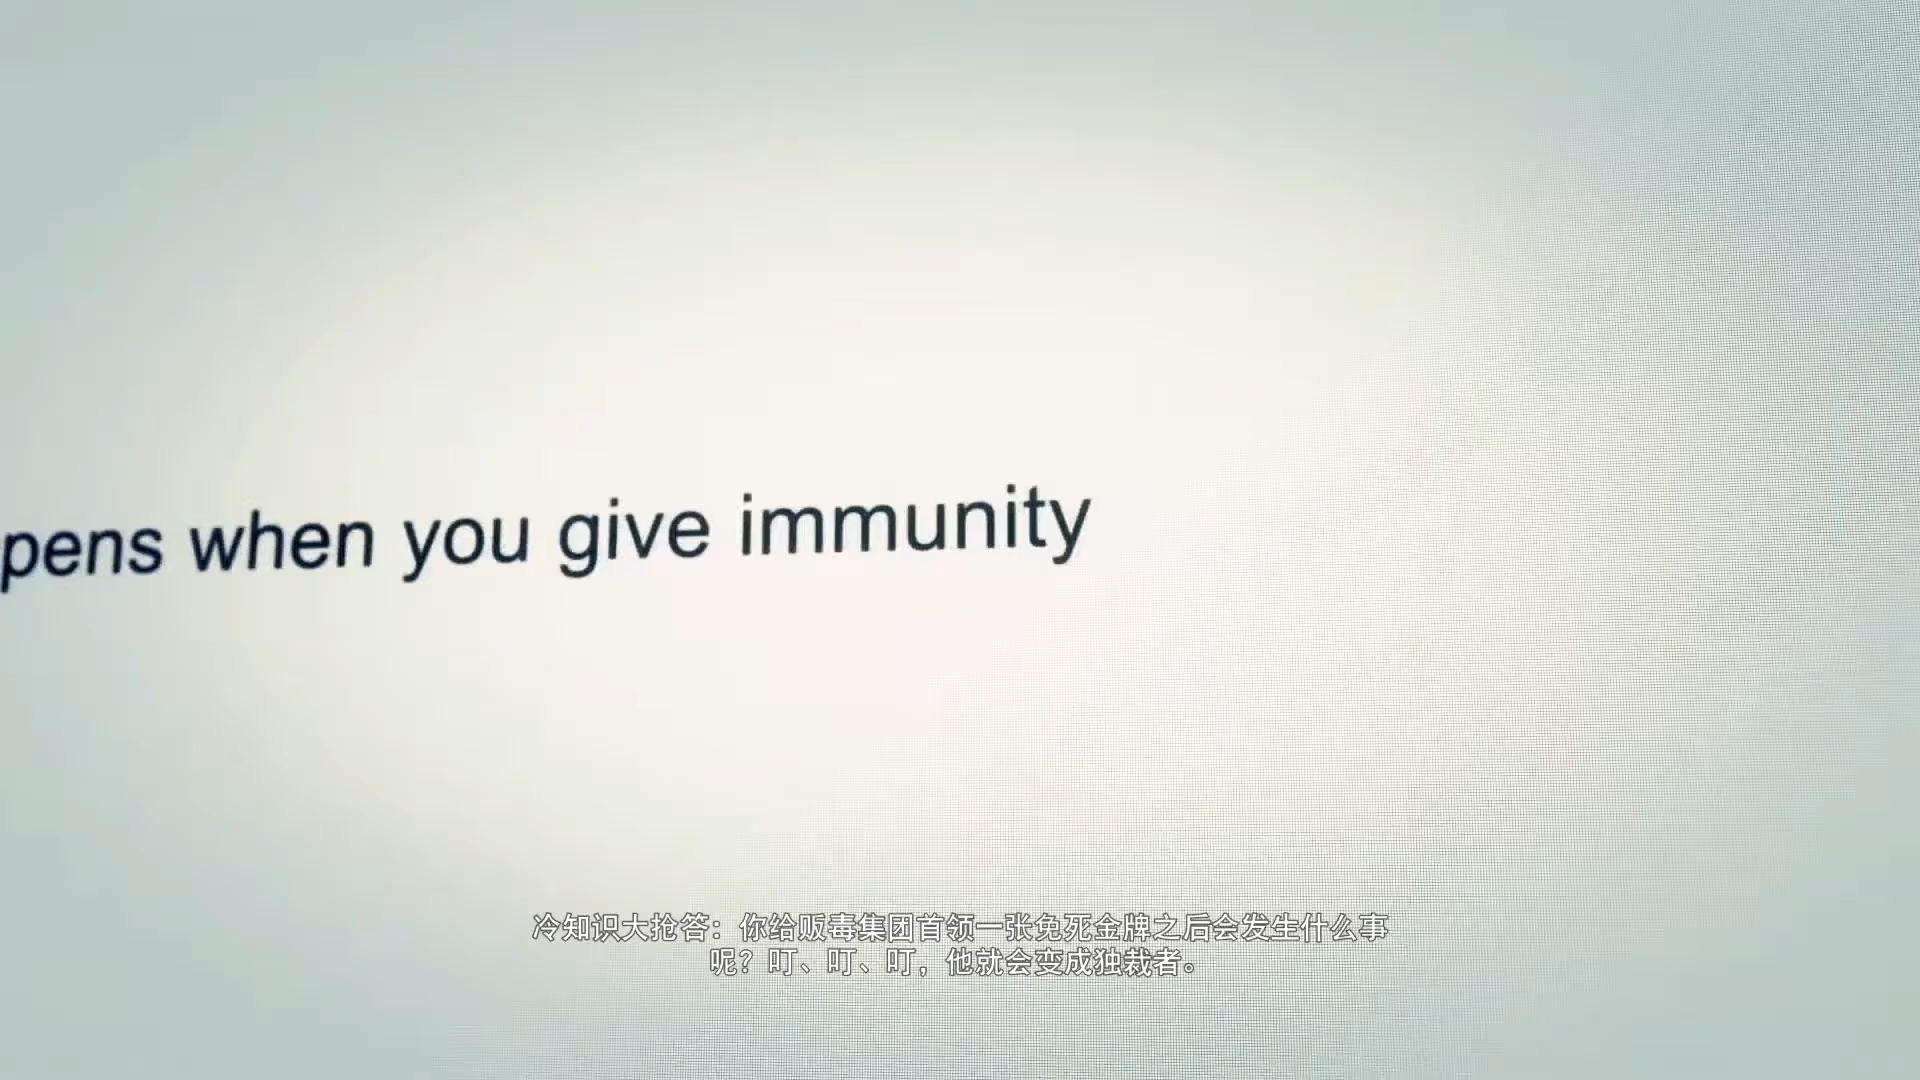 pens when you give immunity
冷知识大抢答：你给贩毒集团首领一张免死金牌之后会发生什么事
呢？叮、叮、叮，他就会变成独裁者。